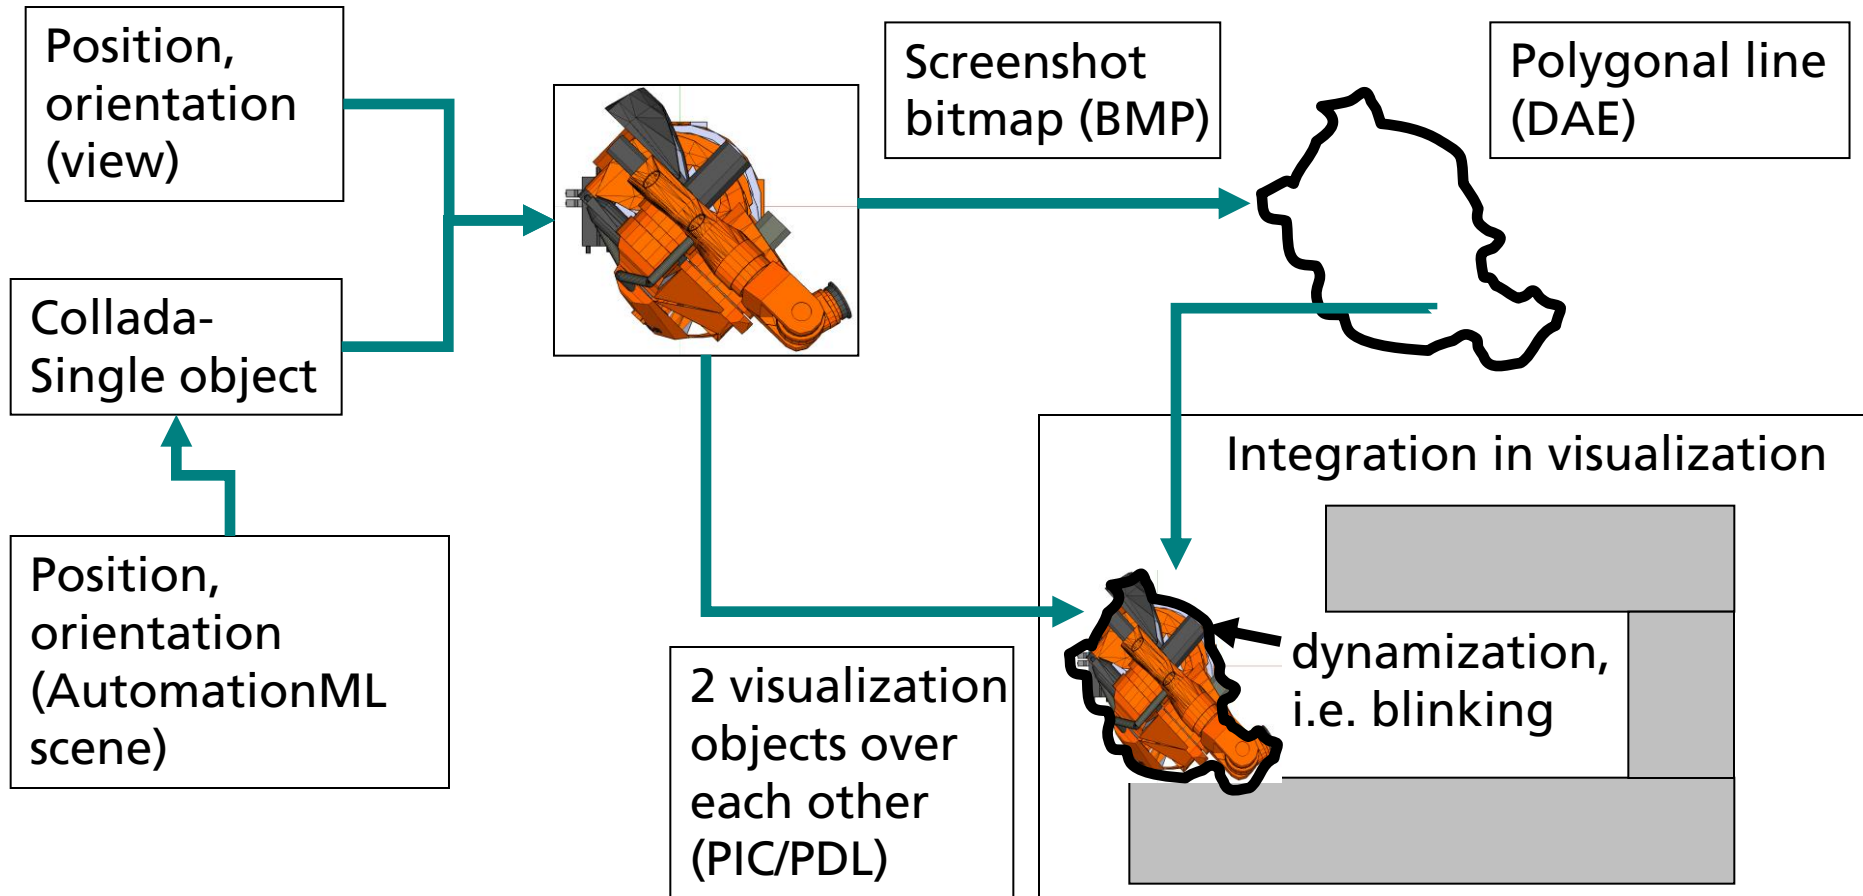 Position,
orientation
(view)
Screenshot
bitmap (BMP)
Polygonal line
(DAE)
Collada-
Single object
Integration in visualization
Position,
orientation
(AutomationML
scene)
2 visualization
objects over
each other
(PIC/PDL)
dynamization,
i.e. blinking